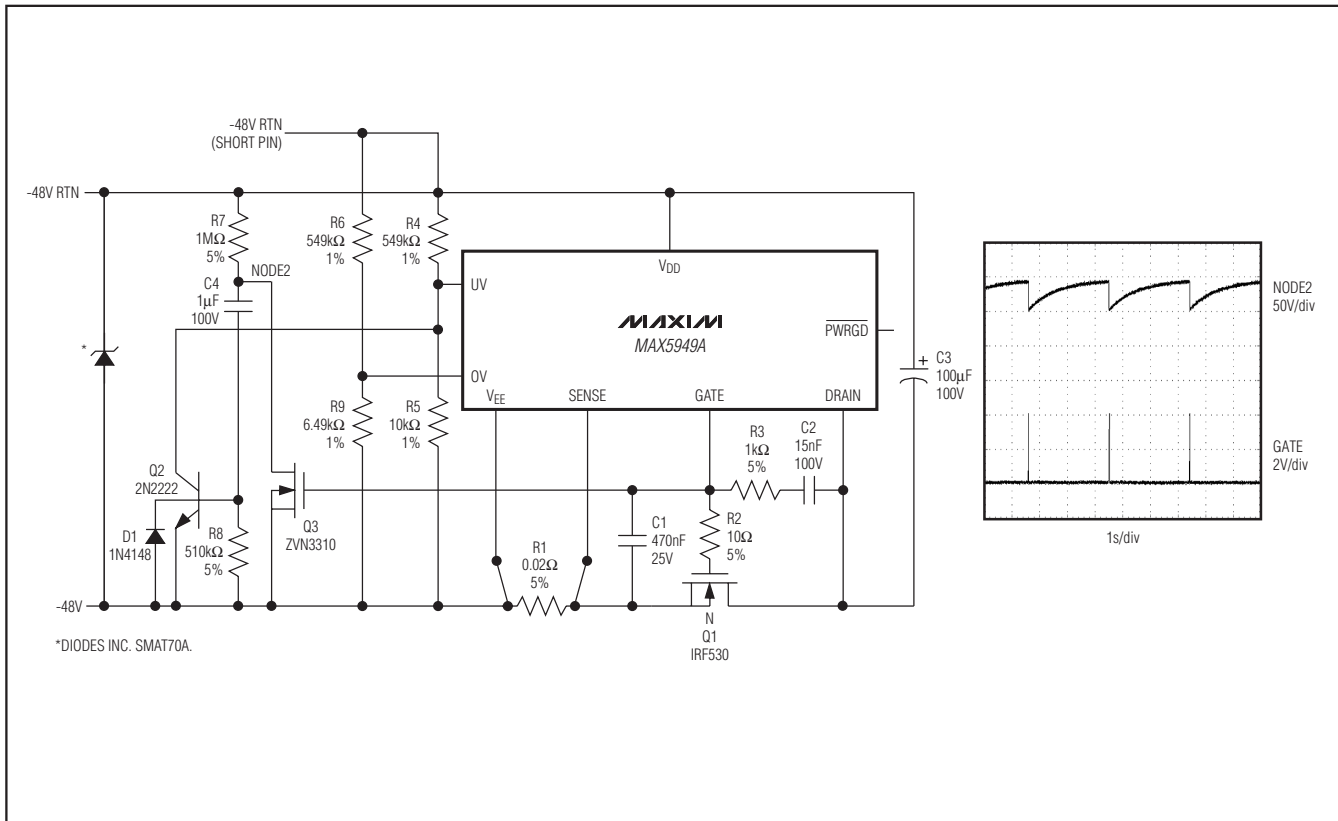 -48V RTN
(SHORT PIN)
-48V RTN
R7
1MΩ
5%
NODE2
C4
1µF
100V
R6
549kΩ
1%
R4
549kΩ
1%
VDD
UV
MAXIM
MAX5949A
PWRGD
OV
VEE
SENSE
GATE
DRAIN
*
C3
+
100µF
100V
R9
6.49kΩ
1%
R5
10kΩ
1%
R3
1kΩ
5%
C2
15nF
100V
Q2
2N2222
D1
1N4148
R8
510kΩ
5%
Q3
ZVN3310
C1
470nF
25V
R2
10Ω
5%
R1
0.02Ω
5%
-48V
N
Q1
IRF530
*DIODES INC. SMAT70A.
NODE2
50V/div
GATE
2V/div
1s/div